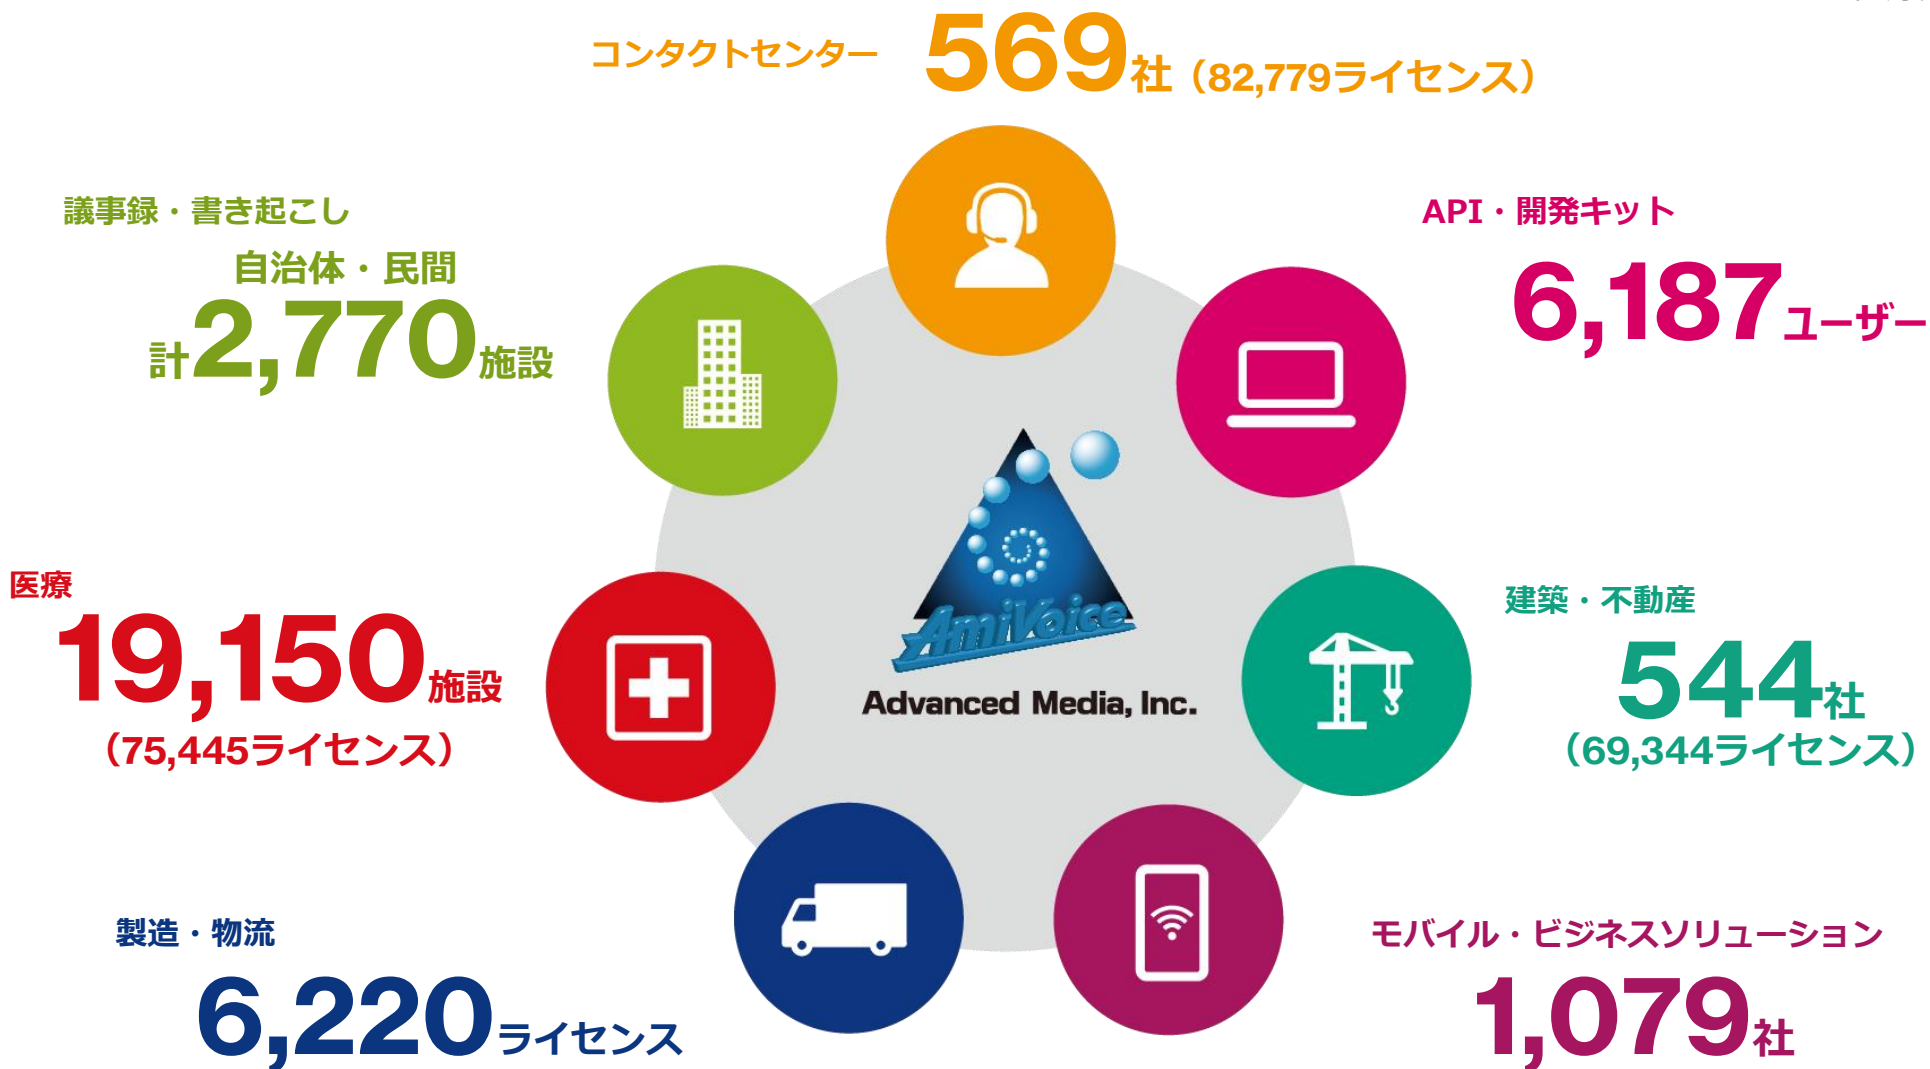 コンタクトセンター 569社（82,779ライセンス）
議事録・書き起こし
自治体・民間
計2,770施設
API・開発キット
6,187ユーザー
AmiVoice
Advanced Media, Inc.
医療
19,150施設
（75,445ライセンス）
建築・不動産
544社
（69,344ライセンス）
製造・物流
6,220ライセンス
モバイル・ビジネスソリューション
1,079社